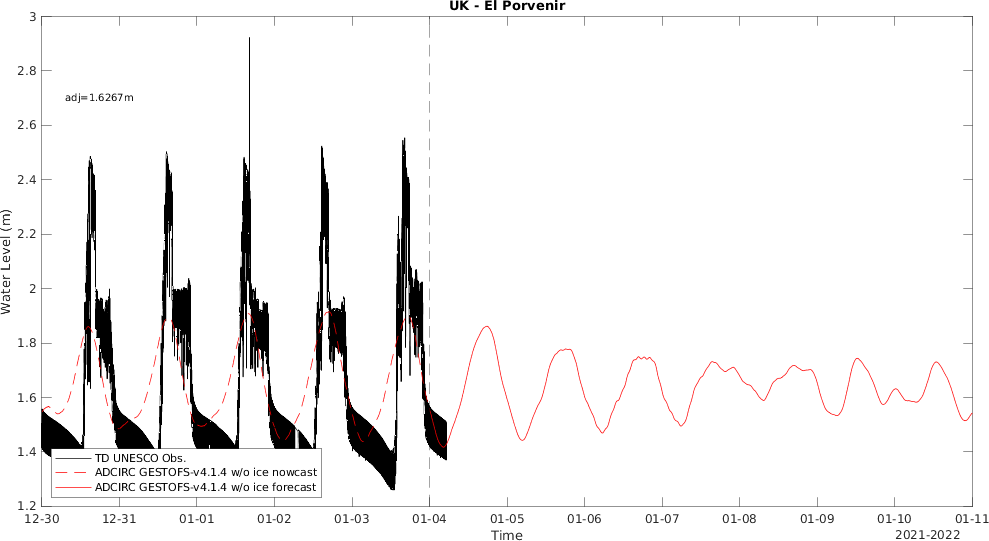 UK - El Porvenir
3
2.8
2.6
2.4
2.2
2
1.8
1.6
1.4
1.2
Water Level (m)
adj=1.6267m
TD UNESCO Obs.
ADCIRC GESTOFS-v4.1.4 w/o ice nowcast
ADCIRC GESTOFS-v4.1.4 w/o ice forecast
12-30 12-31 01-01 01-02 01-03 01-04 01-05 01-06 01-07 01-08 01-09 01-10 01-11
Time
2021-2022